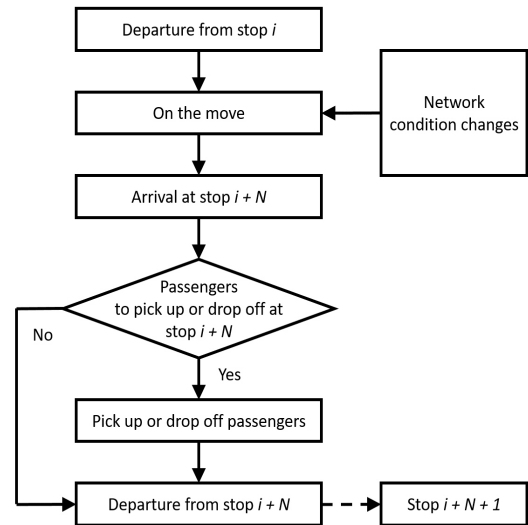 Departure from stop i
On the move
Network
condition changes
Arrival at stop i + N
Passengers
to pick up or drop off at
stop i + N
No
Yes
Pick up or drop off passengers
Departure from stop i + N
Stop i + N + 1